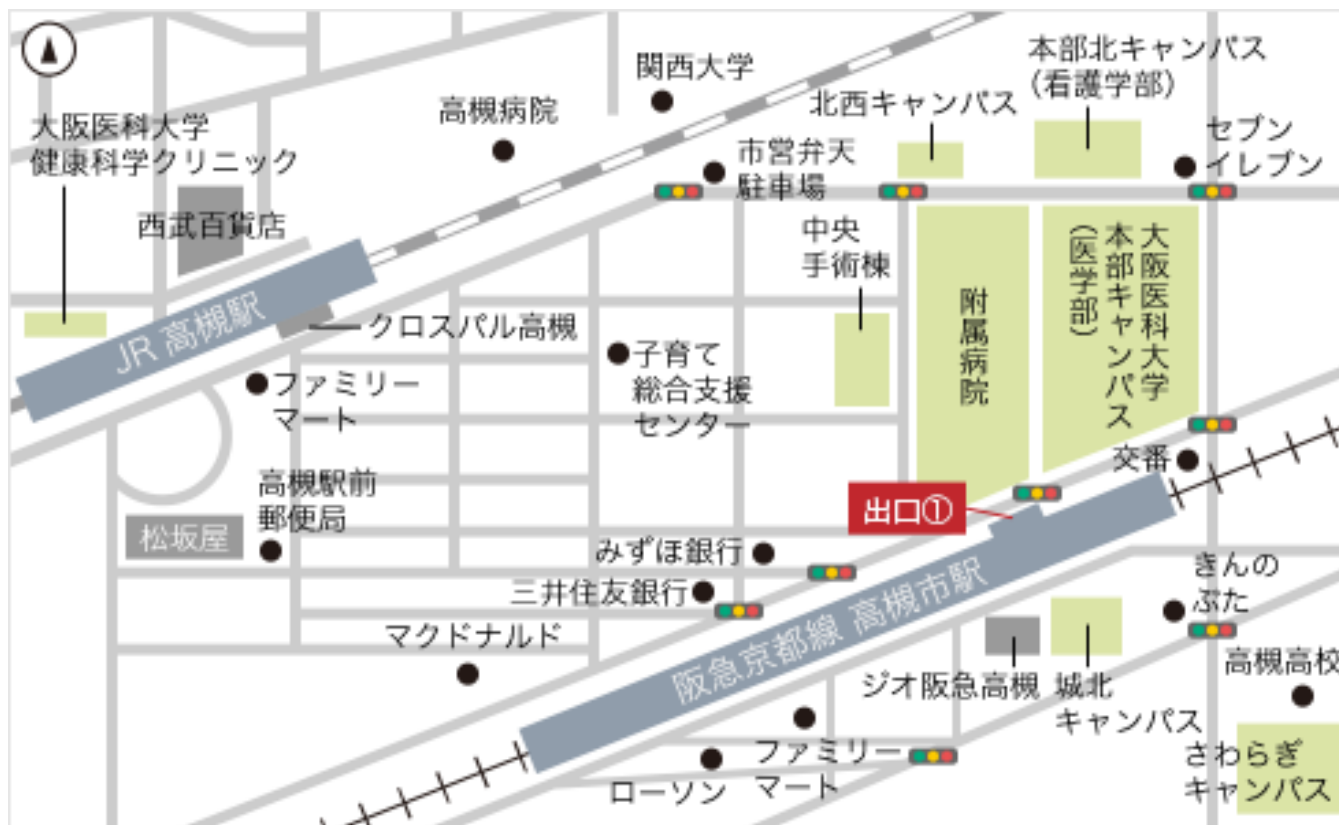 関西大学
本部北キャンパス
（看護学部）
北西キャンパス
高槻病院
大阪医科大学
健康科学クリニック
セブン
イレブン
市営弁天
駐車場
西武百貨店
中央
手術棟
大阪医科大学
本部キャンパス
（医学部）
附属病院
JR 高槻駅
クロスパル高槻
子育て
総合支援
センター
ファミリー
マート
交番
高槻駅前
郵便局
出口①
松坂屋
みずほ銀行
三井住友銀行
きんの
ぶた
阪急京都線 高槻市駅
マクドナルド
高槻高校
ジオ阪急高槻
城北
キャンパス
ファミリー
マート
ローソン
さわらぎ
キャンパス